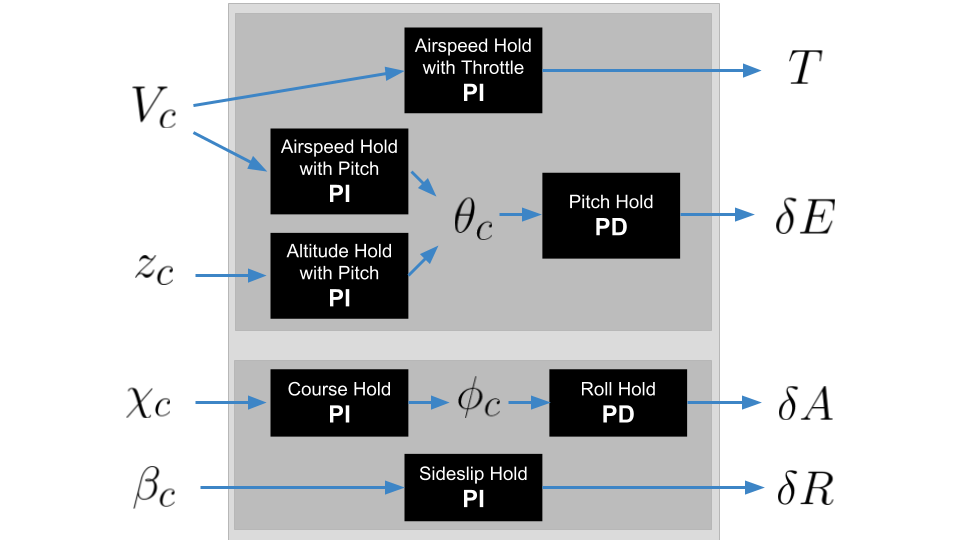 Airspeed Hold
with Throttle
PI
T
V_c
Airspeed Hold
with Pitch
PI
θ_c
Pitch Hold
PD
δE
z_c
Altitude Hold
with Pitch
PI
χ_c
Course Hold
PI
ϕ_c
Roll Hold
PD
δA
β_c
Sideslip Hold
PI
δR